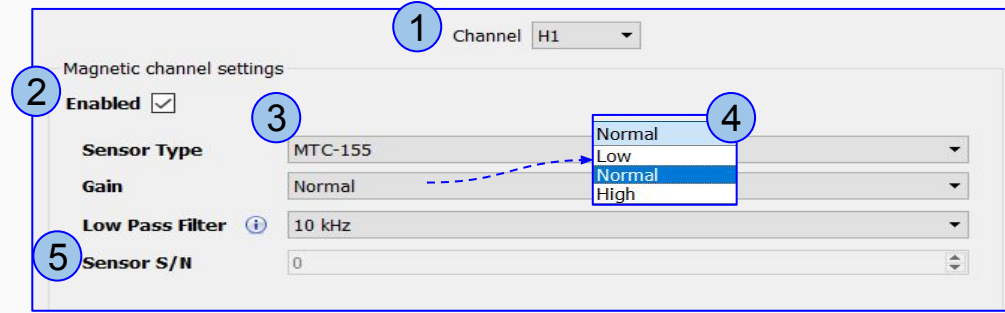 1
Channel H1
Magnetic channel settings
2
Enabled
3
4
Sensor Type MTC-155
Normal
Low
Normal
High
Gain Normal
Low Pass Filter i 10 kHz
5
Sensor S/N 0